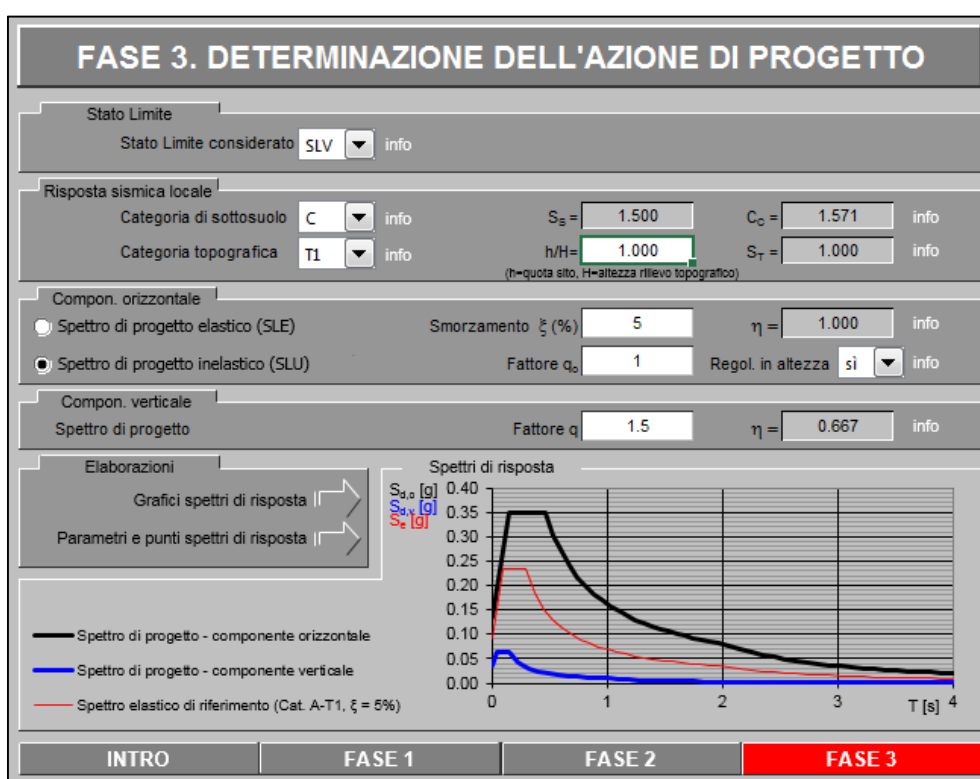 FASE 3. DETERMINAZIONE DELL'AZIONE DI PROGETTO
Stato Limite
Stato Limite considerato SLV info
Risposta sismica locale
Categoria di sottosuolo C info S_S = 1.500 C_C = 1.571 info
Categoria topografica T1 info h/H= 1.000 S_T = 1.000 info
(h=quota sito, H=altezza rilievo topografico)
Compon. orizzontale
Spettro di progetto elastico (SLE) Smorzamento ξ (%) 5 η = 1.000 info
Spettro di progetto inelastico (SLU) Fattore q_o 1 Regol. in altezza sì info
Compon. verticale
Spettro di progetto Fattore q 1.5 η = 0.667 info
Elaborazioni
Grafici spettri di risposta
Parametri e punti spettri di risposta
Spettri di risposta
S_d,o [g]
S_d,v [g]
S_e [g]
0.40
0.35
0.30
0.25
0.20
0.15
0.10
0.05
0.00
0 1 2 3 T [s] 4
Spettro di progetto - componente orizzontale
Spettro di progetto - componente verticale
Spettro elastico di riferimento (Cat. A-T1, ξ = 5%)
INTRO FASE 1 FASE 2 FASE 3